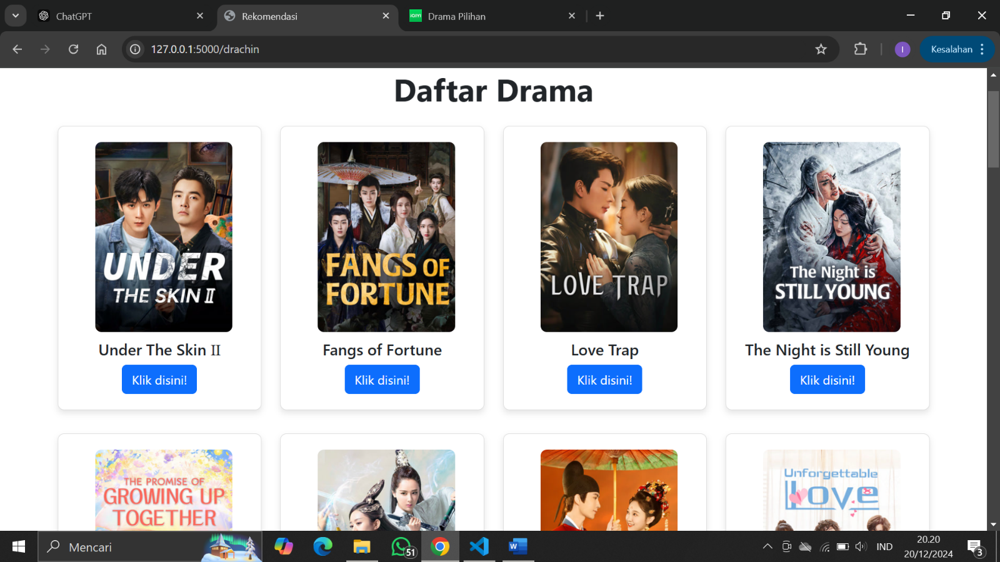 ChatGPT
Rekomendasi
iQIYI
Drama Pilihan
127.0.0.1:5000/drachin
I
Kesalahan
Daftar Drama
UNDER
THE SKIN II
FANGS OF
FORTUNE
LOVE TRAP
The Night is
STILL YOUNG
Under The Skin II
Fangs of Fortune
Love Trap
The Night is Still Young
Klik disini!
Klik disini!
Klik disini!
Klik disini!
THE PROMISE OF
GROWING UP
TOGETHER
Unforgettable
Love
Mencari
51
W
IND
20.20
20/12/2024
3